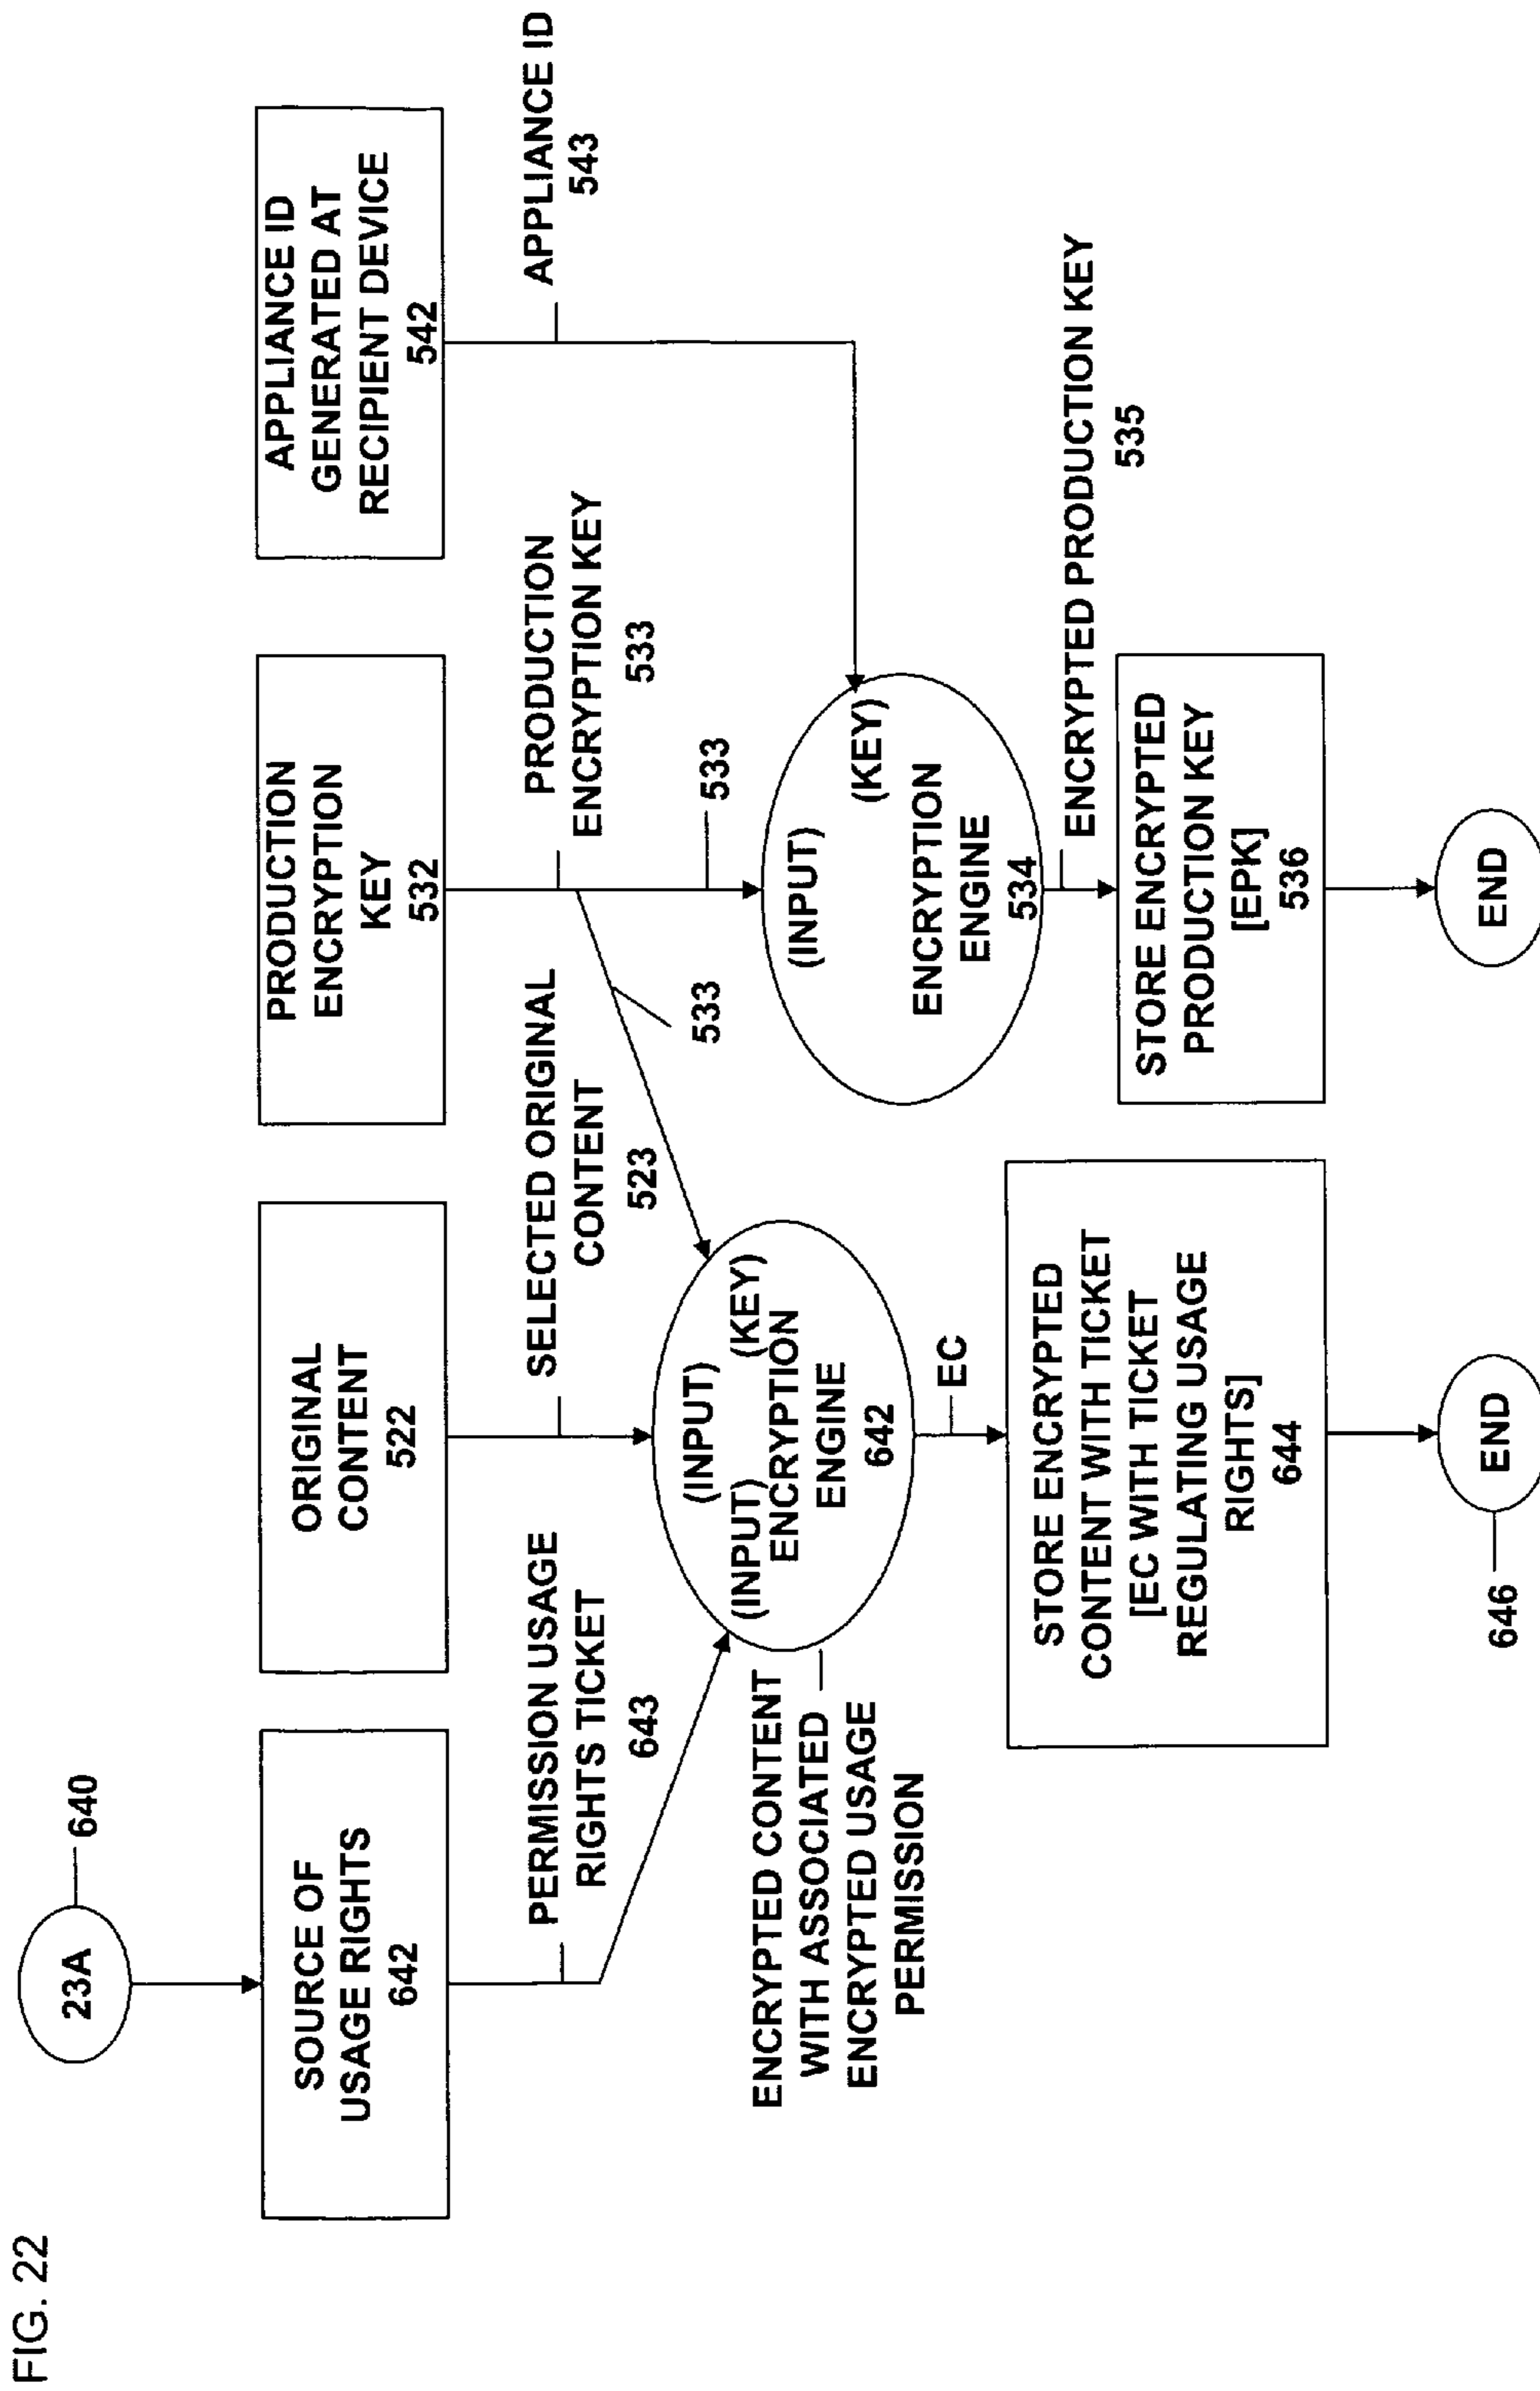 FIG. 22
23A
640
SOURCE OF
USAGE RIGHTS
642
ORIGINAL
CONTENT
522
PRODUCTION
ENCRYPTION
KEY
532
APPLIANCE ID
GENERATED AT
RECIPIENT DEVICE
542
PERMISSION USAGE
RIGHTS TICKET
643
SELECTED ORIGINAL
CONTENT
523
PRODUCTION
ENCRYPTION KEY
533
APPLIANCE ID
543
533
533
(INPUT)
(INPUT)
(KEY)
ENCRYPTION
ENGINE
642
(INPUT)
(KEY)
ENCRYPTION
ENGINE
534
ENCRYPTED CONTENT
WITH ASSOCIATED
ENCRYPTED USAGE
PERMISSION
EC
ENCRYPTED PRODUCTION KEY
535
STORE ENCRYPTED
CONTENT WITH TICKET
[EC WITH TICKET
REGULATING USAGE
RIGHTS]
644
STORE ENCRYPTED
PRODUCTION KEY
[EPK]
536
646
END
END